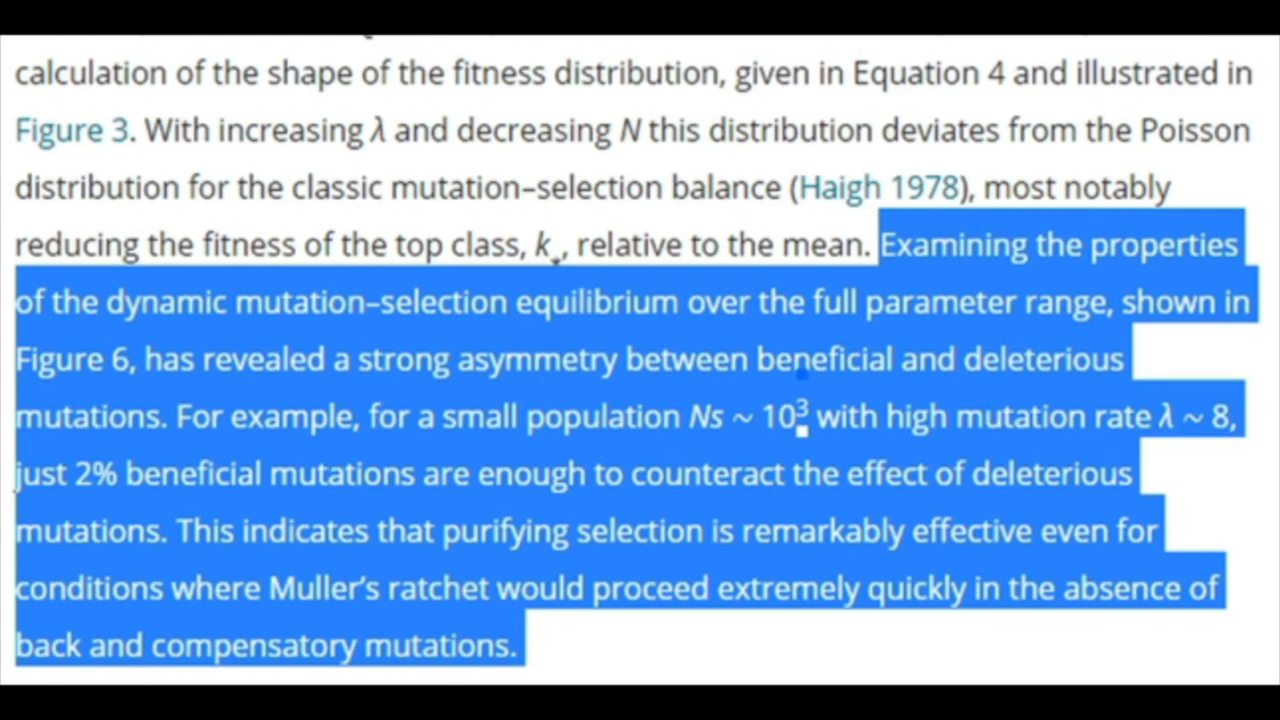 calculation of the shape of the fitness distribution, given in Equation 4 and illustrated in
Figure 3. With increasing λ and decreasing N this distribution deviates from the Poisson
distribution for the classic mutation–selection balance (Haigh 1978), most notably
reducing the fitness of the top class, k⋆, relative to the mean. Examining the properties
of the dynamic mutation–selection equilibrium over the full parameter range, shown in
Figure 6, has revealed a strong asymmetry between beneficial and deleterious
mutations. For example, for a small population Ns ~ 10³ with high mutation rate λ ~ 8,
just 2% beneficial mutations are enough to counteract the effect of deleterious
mutations. This indicates that purifying selection is remarkably effective even for
conditions where Muller’s ratchet would proceed extremely quickly in the absence of
back and compensatory mutations.